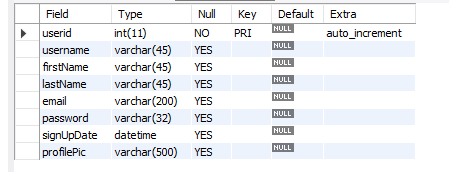 Field Type Null Key Default Extra
userid int(11) NO PRI NULL auto_increment
username varchar(45) YES NULL
firstName varchar(45) YES NULL
lastName varchar(45) YES NULL
email varchar(200) YES NULL
password varchar(32) YES NULL
signUpDate datetime YES NULL
profilePic varchar(500) YES NULL